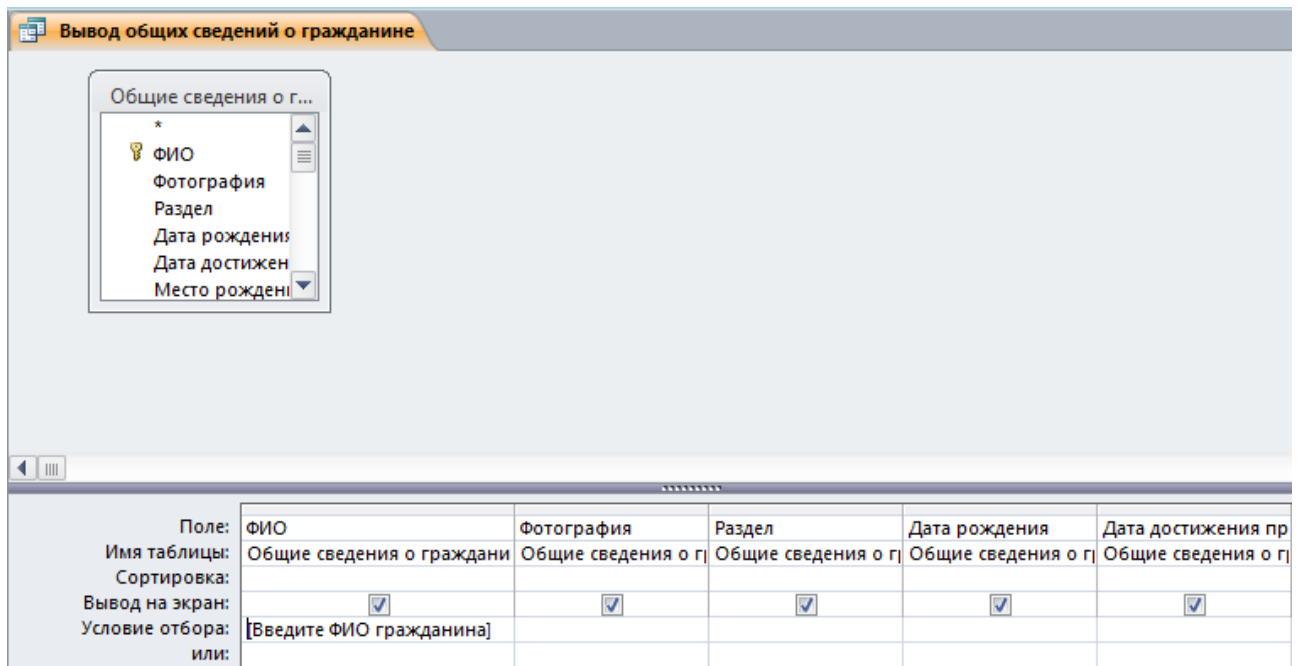 Вывод общих сведений о гражданине
Общие сведения о г...
*
ФИО
Фотография
Раздел
Дата рождения
Дата достижен
Место рождени
Поле: ФИО Фотография Раздел Дата рождения Дата достижения пр
Имя таблицы: Общие сведения о граждани Общие сведения о г Общие сведения о г Общие сведения о г Общие сведения о г
Сортировка:
Вывод на экран:
Условие отбора: [Введите ФИО гражданина]
или: